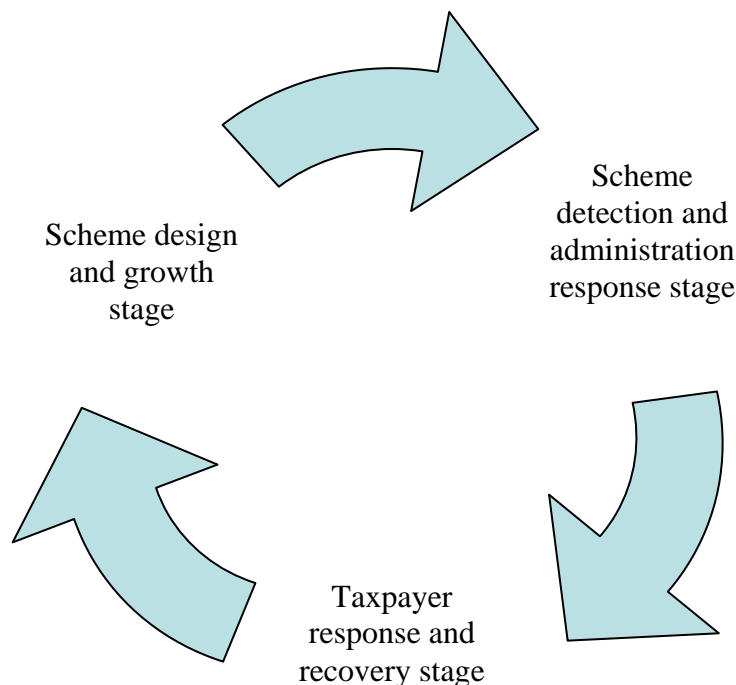 Scheme design
and growth
stage
Scheme
detection and
administration
response stage
Taxpayer
response and
recovery stage